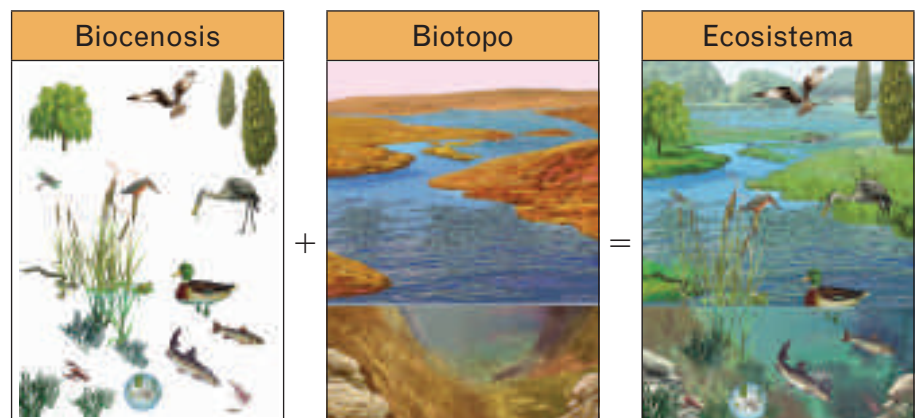 Biocenosis
Biotopo
Ecosistema
+
=